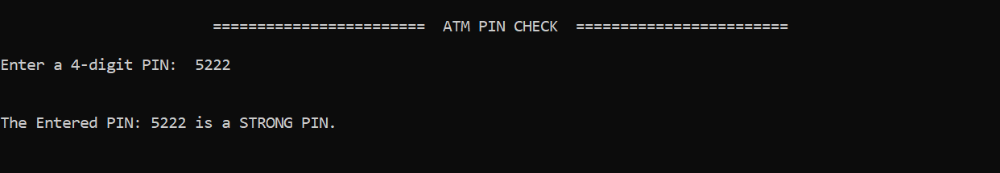 ========================  ATM PIN CHECK  ========================
Enter a 4-digit PIN:  5222
The Entered PIN: 5222 is a STRONG PIN.